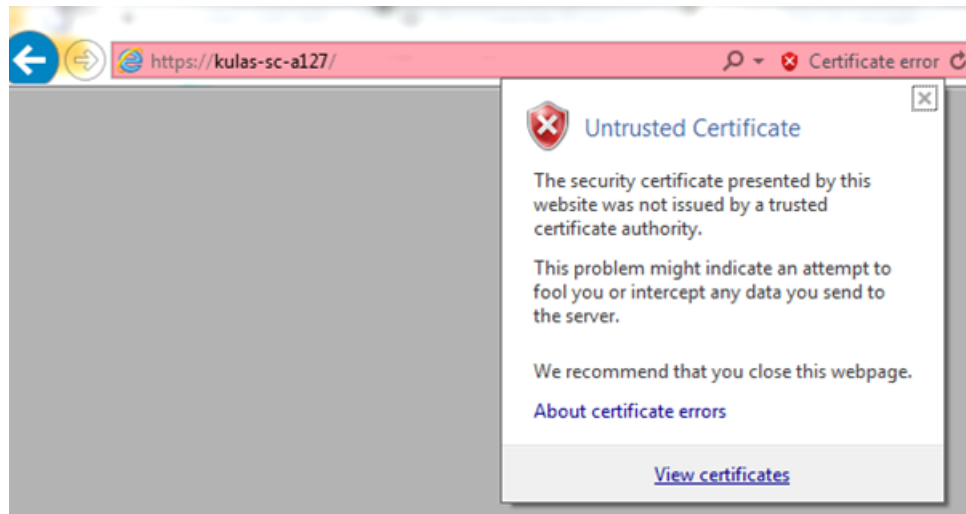 https://kulas-sc-a127/
Certificate error
Untrusted Certificate
The security certificate presented by this
website was not issued by a trusted
certificate authority.
This problem might indicate an attempt to
fool you or intercept any data you send to
the server.
We recommend that you close this webpage.
About certificate errors
View certificates